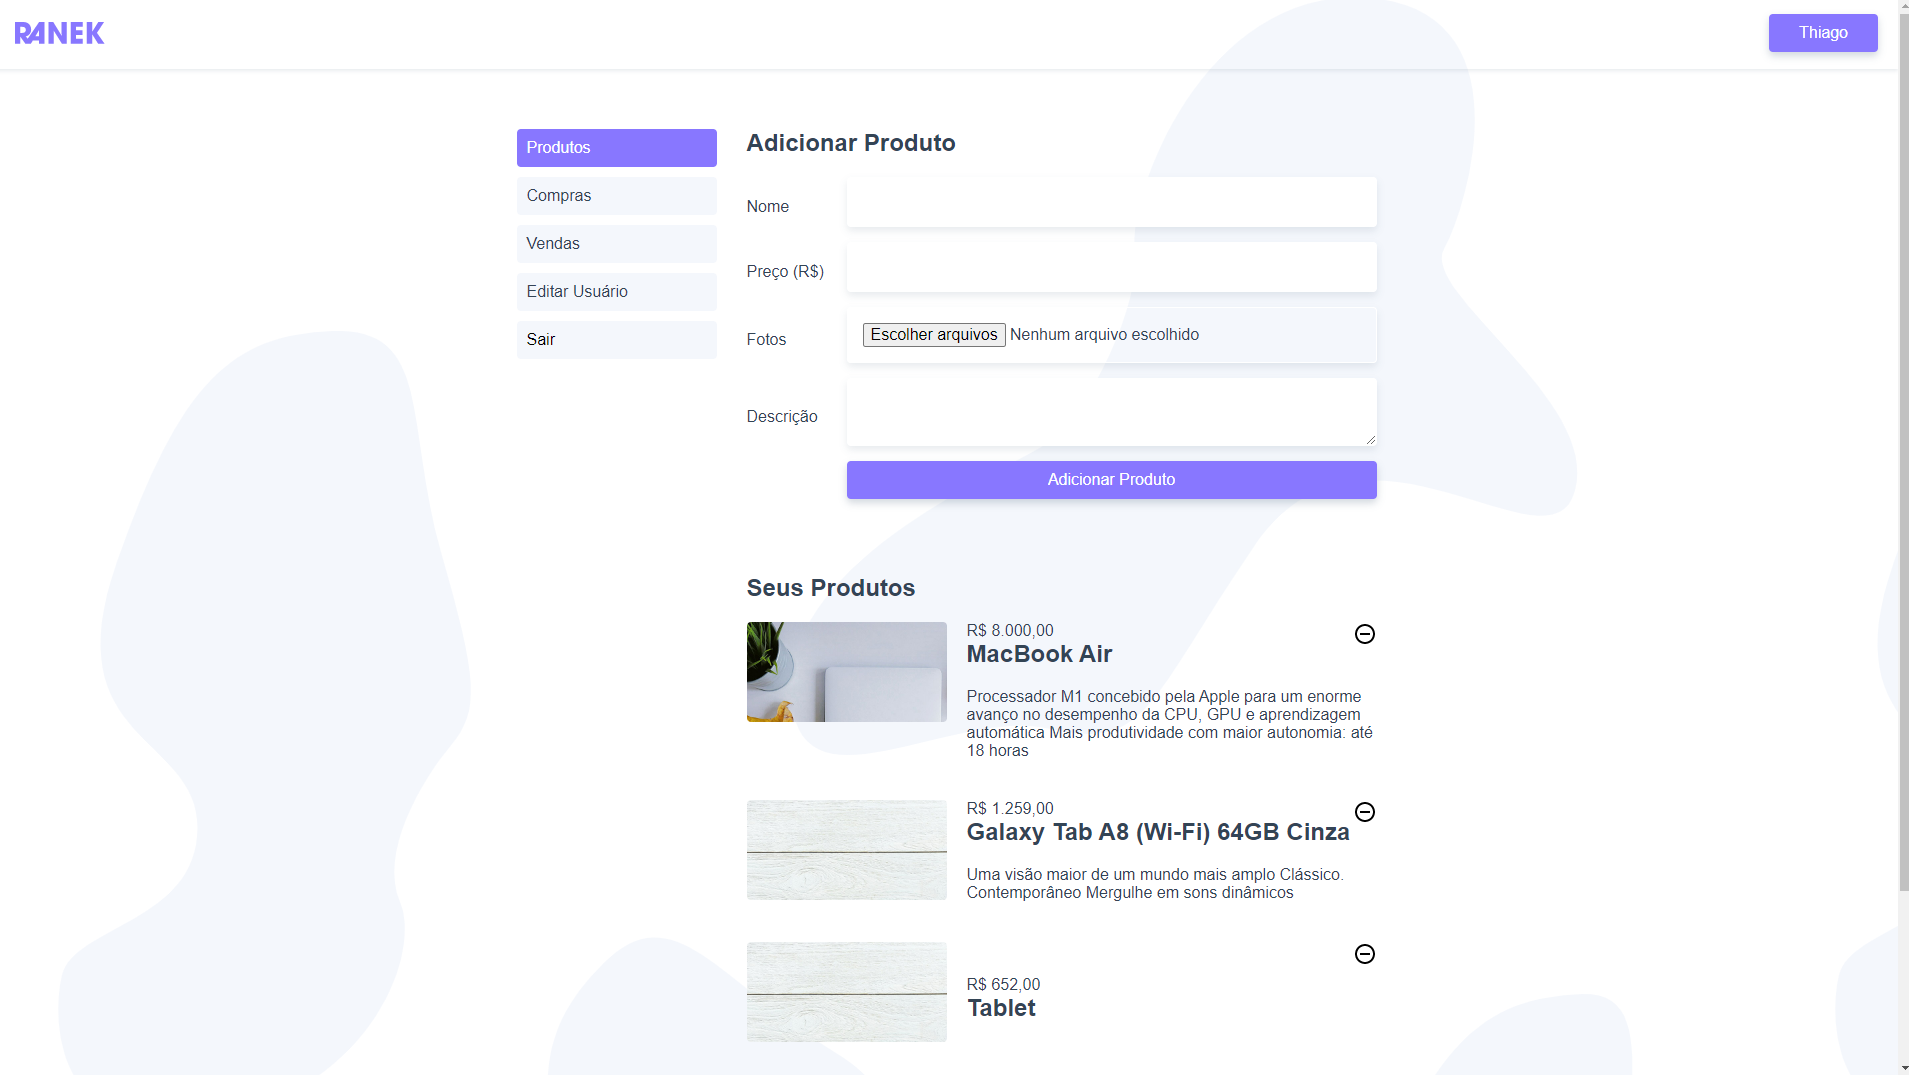 RANEK
Thiago
Produtos
Compras
Vendas
Editar Usuário
Sair
Adicionar Produto
Nome
Preço (R$)
Fotos
Escolher arquivos Nenhum arquivo escolhido
Descrição
Adicionar Produto
Seus Produtos
R$ 8.000,00
MacBook Air
Processador M1 concebido pela Apple para um enorme
avanço no desempenho da CPU, GPU e aprendizagem
automática Mais produtividade com maior autonomia: até
18 horas
R$ 1.259,00
Galaxy Tab A8 (Wi-Fi) 64GB Cinza
Uma visão maior de um mundo mais amplo Clássico.
Contemporâneo Mergulhe em sons dinâmicos
R$ 652,00
Tablet